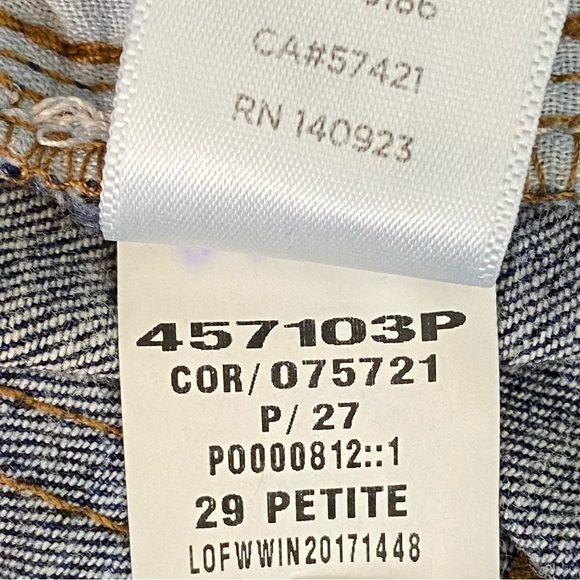 CA#57421
RN 140923
457103P
COR/075721
P/27
P0000812::1
29 PETITE
LOFWWIN20171448